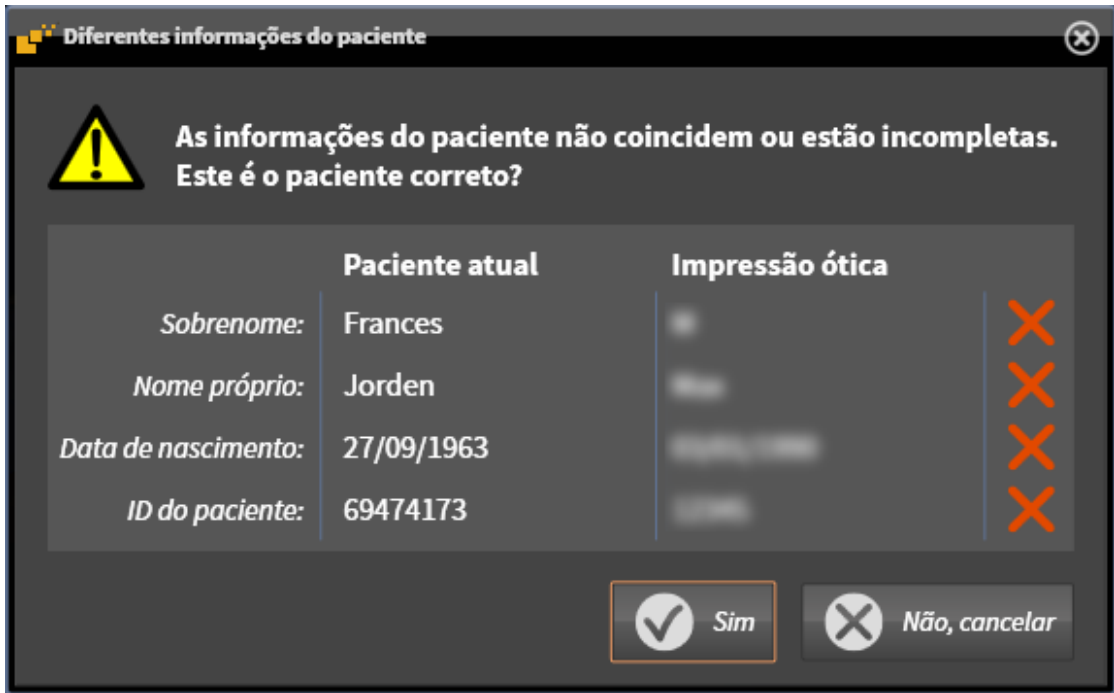 Diferentes informações do paciente
As informações do paciente não coincidem ou estão incompletas.
Este é o paciente correto?
Paciente atual Impressão ótica
Sobrenome: Frances
Nome próprio: Jorden
Data de nascimento: 27/09/1963
ID do paciente: 69474173
Sim Não, cancelar